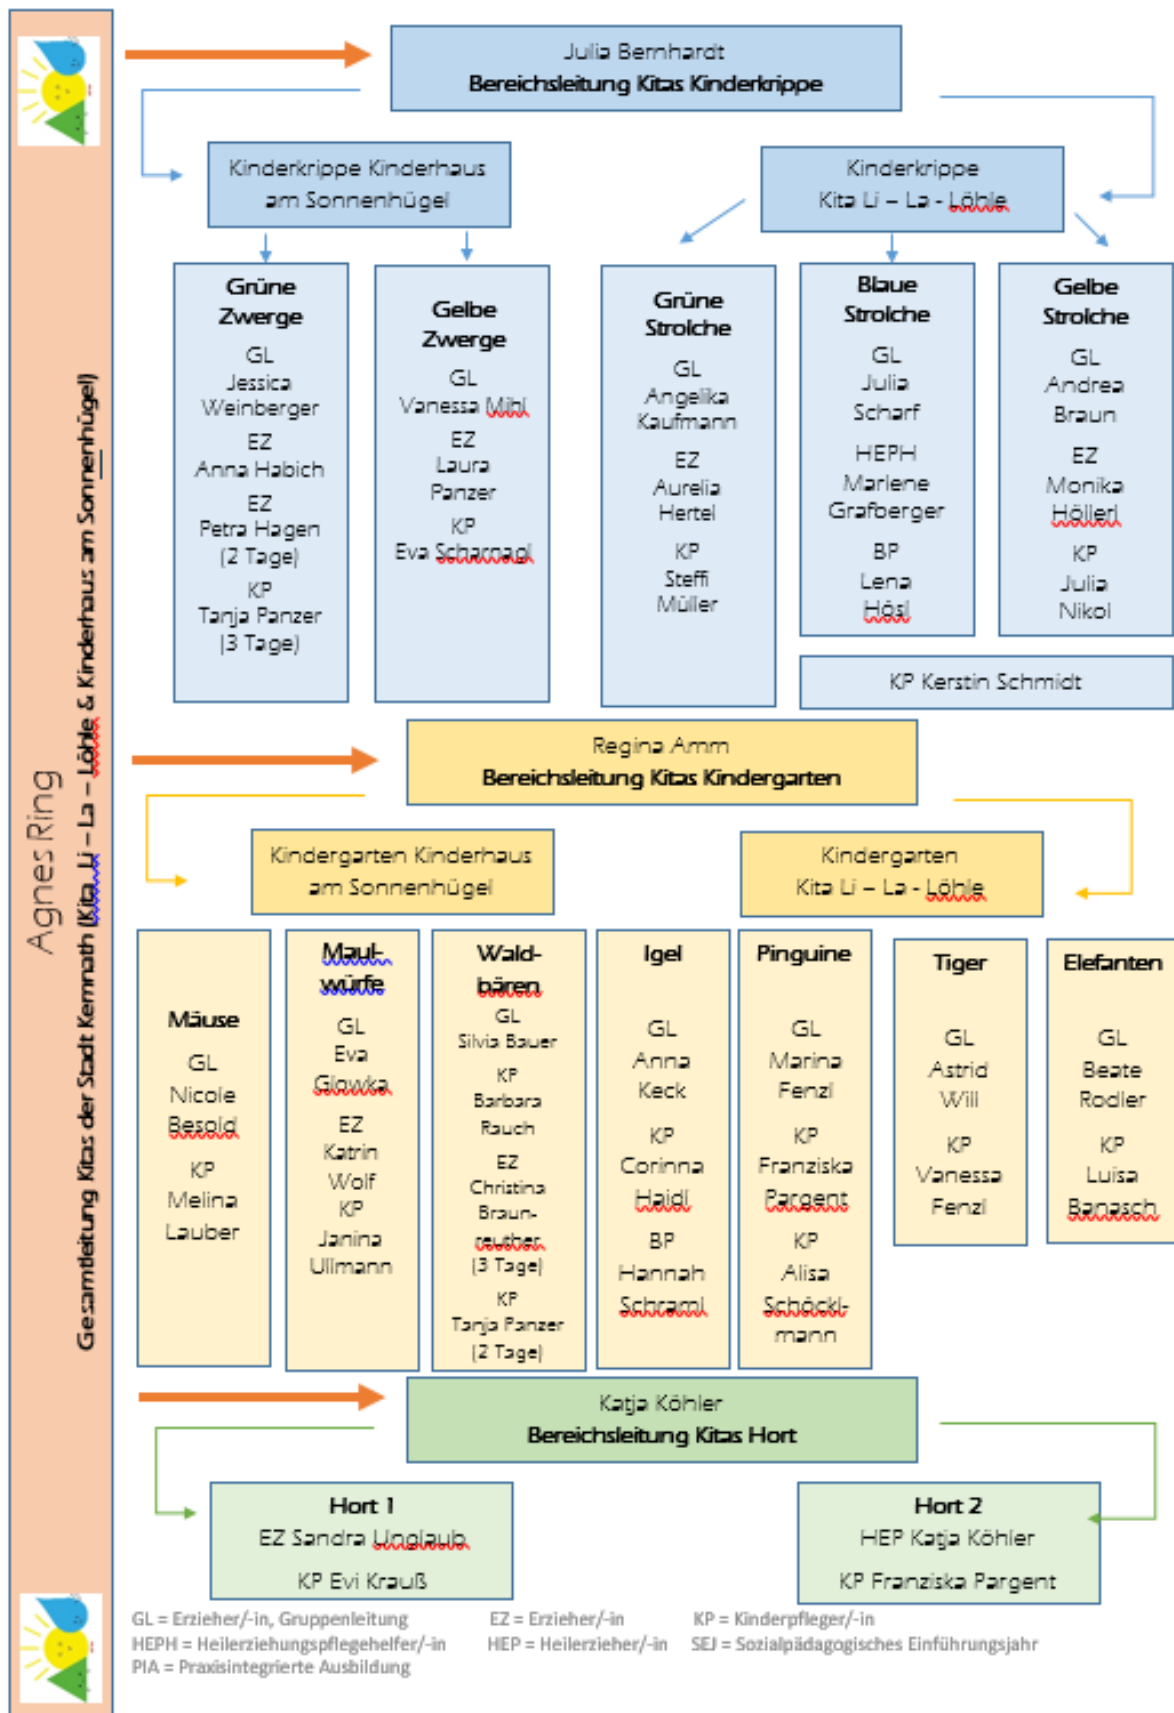 Agnes Ring
Gesamtleitung Kitas der Stadt Kemnath (Kita Li – La – Löhle & Kinderhaus am Sonnenhügel)
Julia Bernhardt
Bereichsleitung Kitas Kinderkrippe
Kinderkrippe Kinderhaus
am Sonnenhügel
Kinderkrippe
Kita Li – La - Löhle
Grüne
Zwerge
GL
Jessica
Weinberger
EZ
Anna Habich
EZ
Petra Hagen
(2 Tage)
KP
Tanja Panzer
(3 Tage)
Gelbe
Zwerge
GL
Vanessa Mihl
EZ
Laura
Panzer
KP
Eva Scharnagl
Grüne
Strolche
GL
Angelika
Kaufmann
EZ
Aurelia
Hertel
KP
Steffi
Müller
Blaue
Strolche
GL
Julia
Scharf
HEPH
Marlene
Grafberger
BP
Lena
Hösl
Gelbe
Strolche
GL
Andrea
Braun
EZ
Monika
Höllerl
KP
Julia
Nikol
KP Kerstin Schmidt
Regina Amm
Bereichsleitung Kitas Kindergarten
Kindergarten Kinderhaus
am Sonnenhügel
Kindergarten
Kita Li – La - Löhle
Mäuse
GL
Nicole
Besold
KP
Melina
Lauber
Maul-
würfe
GL
Eva
Glowka
EZ
Katrin
Wolf
KP
Janina
Ullmann
Wald-
bären
GL
Silvia Bauer
KP
Barbara
Rauch
EZ
Christina
Braun-
reuther
(3 Tage)
KP
Tanja Panzer
(2 Tage)
Igel
GL
Anna
Keck
KP
Corinna
Haidl
BP
Hannah
Schraml
Pinguine
GL
Marina
Fenzl
KP
Franziska
Pargent
KP
Alisa
Schöckl-
mann
Tiger
GL
Astrid
Will
KP
Vanessa
Fenzl
Elefanten
GL
Beate
Rodler
KP
Luisa
Banasch
Katja Köhler
Bereichsleitung Kitas Hort
Hort 1
EZ Sandra Unglaub
KP Evi Krauß
Hort 2
HEP Katja Köhler
KP Franziska Pargent
GL = Erzieher/-in, Gruppenleitung EZ = Erzieher/-in KP = Kinderpfleger/-in
HEPH = Heilerziehungspflegehelfer/-in HEP = Heilerzieher/-in SEJ = Sozialpädagogisches Einführungsjahr
PIA = Praxisintegrierte Ausbildung